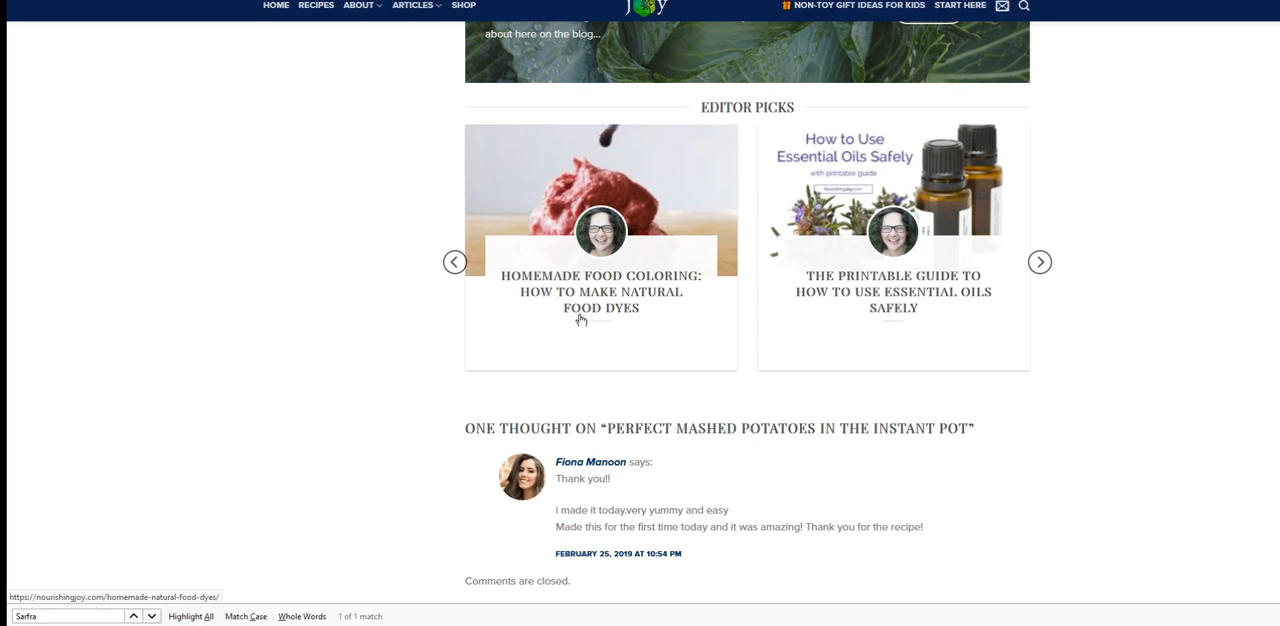 HOME RECIPES ABOUT ARTICLES SHOP
j y
NON-TOY GIFT IDEAS FOR KIDS START HERE
about here on the blog...
EDITOR PICKS
How to Use
Essential Oils Safely
with printable guide
NourishingJoy.com
HOMEMADE FOOD COLORING:
HOW TO MAKE NATURAL
FOOD DYES
THE PRINTABLE GUIDE TO
HOW TO USE ESSENTIAL OILS
SAFELY
ONE THOUGHT ON “PERFECT MASHED POTATOES IN THE INSTANT POT”
Fiona Manoon says:
Thank you!!
i made it today.very yummy and easy
Made this for the first time today and it was amazing! Thank you for the recipe!
FEBRUARY 25, 2019 AT 10:54 PM
Comments are closed.
https://nourishingjoy.com/homemade-natural-food-dyes/
Sarfra Highlight All Match Case Whole Words 1 of 1 match